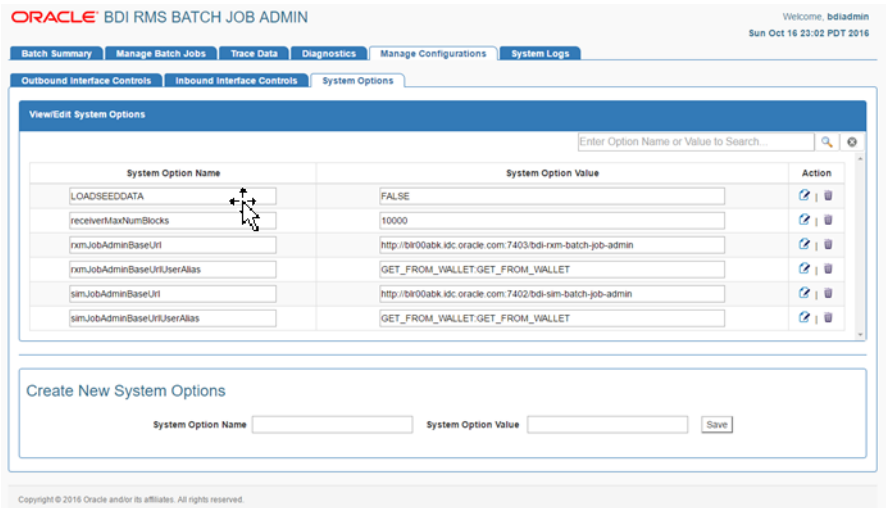 ORACLE® BDI RMS BATCH JOB ADMIN
Welcome, bdiadmin
Sun Oct 16 23:02 PDT 2016
Batch Summary Manage Batch Jobs Trace Data Diagnostics Manage Configurations System Logs
Outbound Interface Controls Inbound Interface Controls System Options
View/Edit System Options
Enter Option Name or Value to Search...
System Option Name System Option Value Action
LOADSEEDDATA FALSE |
receiverMaxNumBlocks 10000 |
rxmJobAdminBaseUrl http://blr00abk.idc.oracle.com:7403/bdi-rxm-batch-job-admin |
rxmJobAdminBaseUrlUserAlias GET_FROM_WALLET:GET_FROM_WALLET |
simJobAdminBaseUrl http://blr00abk.idc.oracle.com:7402/bdi-sim-batch-job-admin |
simJobAdminBaseUrlUserAlias GET_FROM_WALLET:GET_FROM_WALLET |
Create New System Options
System Option Name System Option Value Save
Copyright © 2016 Oracle and/or its affiliates. All rights reserved.